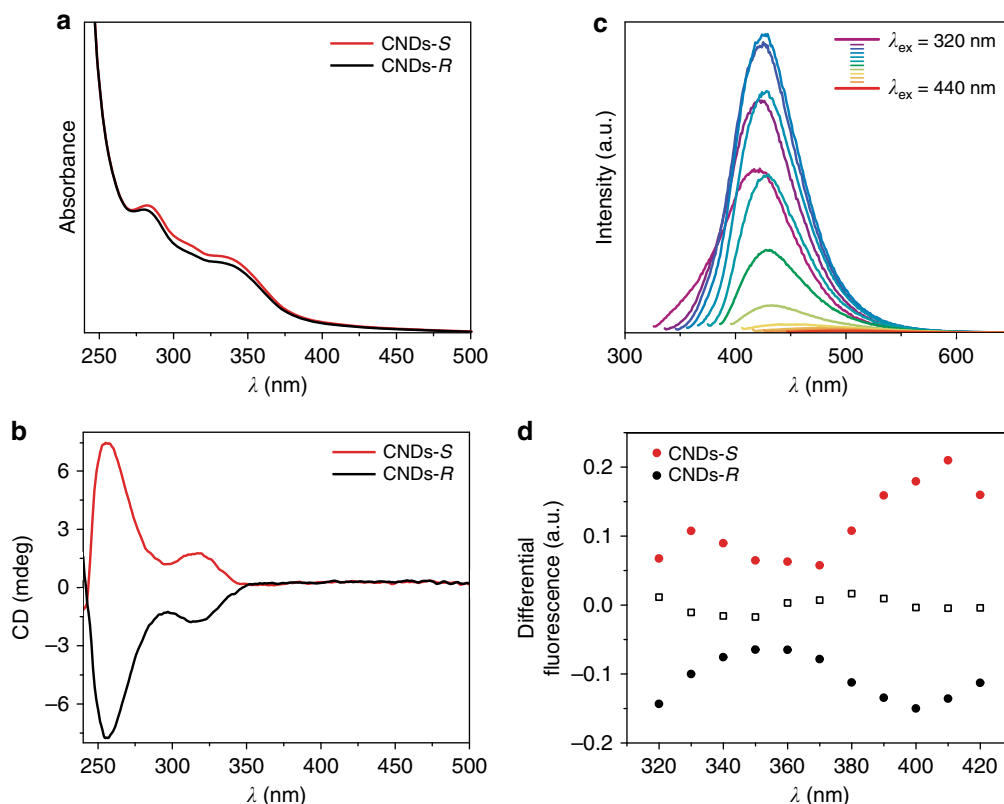 a
CNDs-S
CNDs-R
Absorbance
250 300 350 400 450 500
λ (nm)
c
λex = 320 nm
λex = 440 nm
Intensity (a.u.)
300 400 500 600
λ (nm)
b
CNDs-S
CNDs-R
CD (mdeg)
6
3
0
–3
–6
250 300 350 400 450 500
λ (nm)
d
CNDs-S
CNDs-R
Differential
fluorescence (a.u.)
0.2
0.1
0.0
–0.1
–0.2
320 340 360 380 400 420
λ (nm)